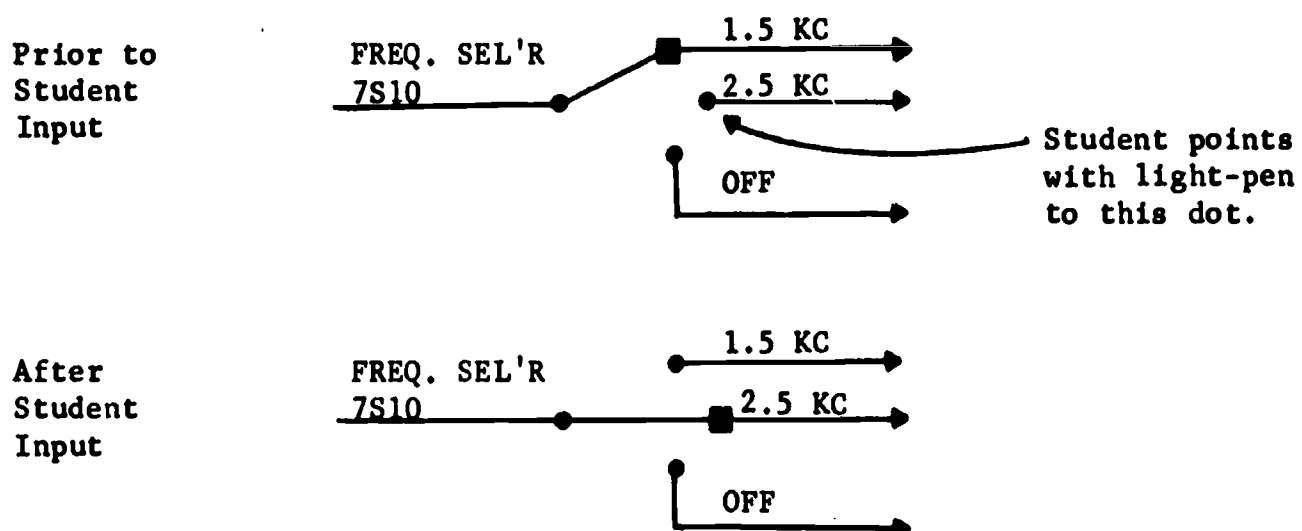 Prior to
Student
Input
FREQ. SEL'R
7S10
1.5 KC
2.5 KC
OFF
Student points
with light-pen
to this dot.
After
Student
Input
FREQ. SEL'R
7S10
1.5 KC
2.5 KC
OFF